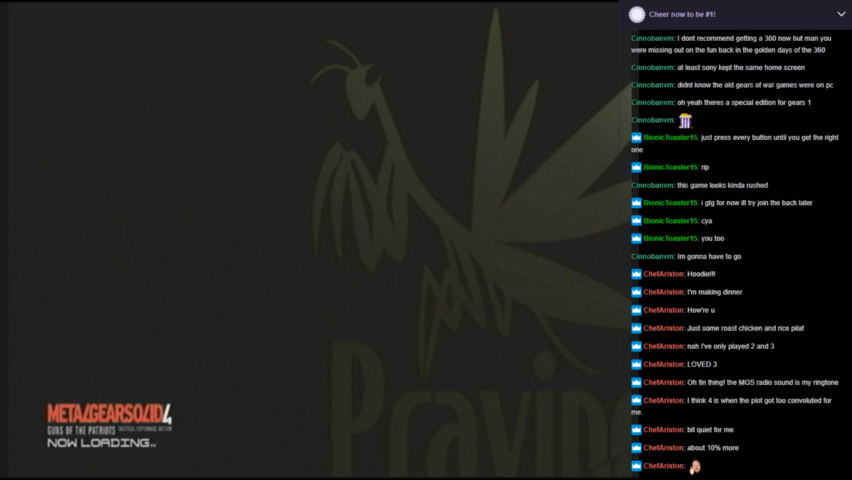 Cheer now to be #1!
Cinnobanvm: I dont recommend getting a 360 now but man you
were missing out on the fun back in the golden days of the 360
Cinnobanvm: at least sony kept the same home screen
Cinnobanvm: didnt know the old gears of war games were on pc
Cinnobanvm: oh yeah theres a special edition for gears 1
Cinnobanvm:
BionicToaster15: just press every button until you get the right
one
BionicToaster15: rip
Cinnobanvm: this game looks kinda rushed
BionicToaster15: i gtg for now ill try join the back later
BionicToaster15: cya
BionicToaster15: you too
Cinnobanvm: Im gonna have to go
ChefAriston: Hoodie!!!
ChefAriston: I'm making dinner
ChefAriston: How're u
ChefAriston: Just some roast chicken and rice pilaf
ChefAriston: nah I've only played 2 and 3
ChefAriston: LOVED 3
ChefAriston: Oh fin thing! the MGS radio sound is my ringtone
ChefAriston: I think 4 is when the plot got too convoluted for
me.
ChefAriston: bit quiet for me
ChefAriston: about 10% more
ChefAriston:
Praying
METAL GEAR SOLID 4
GUNS OF THE PATRIOTS TACTICAL ESPIONAGE ACTION
NOW LOADING..